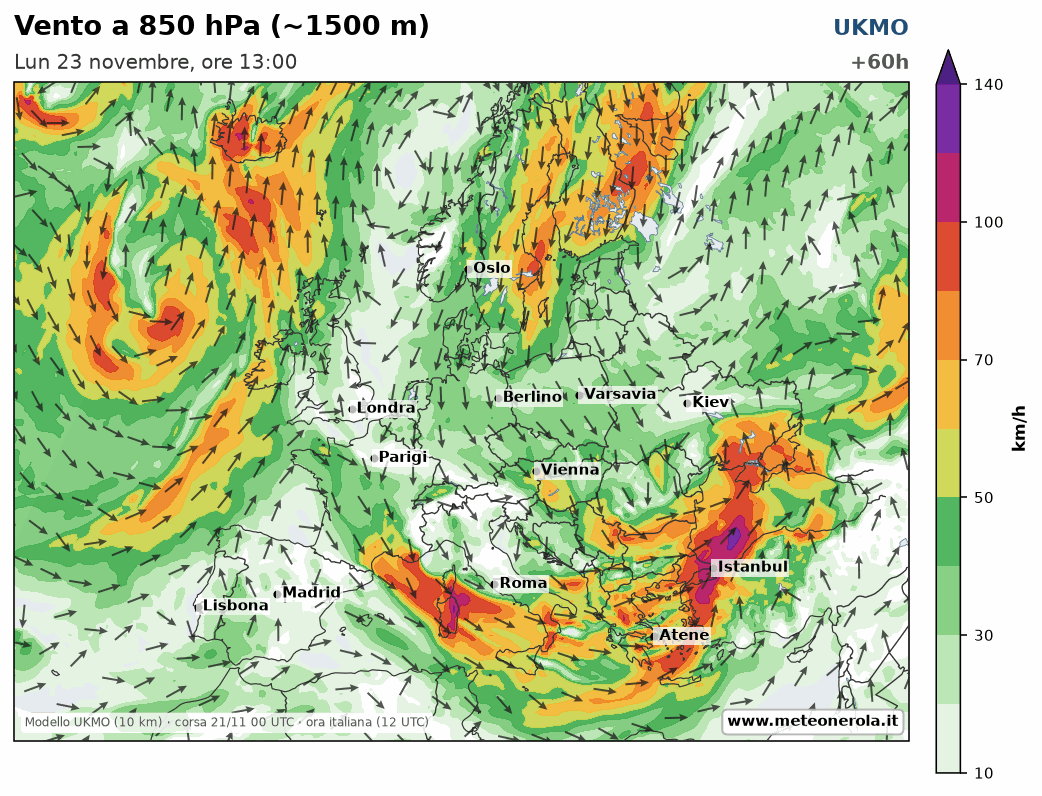 Vento a 850 hPa (~1500 m)
UKMO
Lun 23 novembre, ore 13:00
+60h
140
100
70
50
30
10
km/h
Oslo
Berlino
Varsavia
Kiev
Londra
Parigi
Vienna
Istanbul
Roma
Madrid
Lisbona
Atene
Modello UKMO (10 km) · corsa 21/11 00 UTC · ora italiana (12 UTC)
www.meteonerola.it